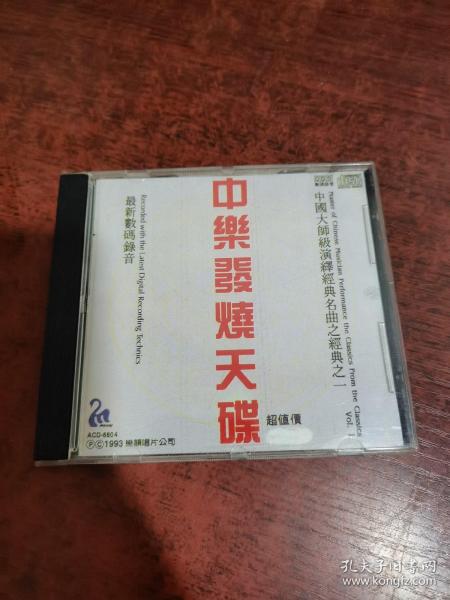 中樂發燒天碟
超值價
中國大師級演繹經典名曲之經典之一
Master of Chinese Musician Performance the Classics From the Classics
Vol. 1
最新數碼錄音
Recorded with the Latest Digital Recording Technics
ACD-6804
ⓅⒸ1993 樂韻唱片公司
孔夫子旧书网
www.kongfz.com